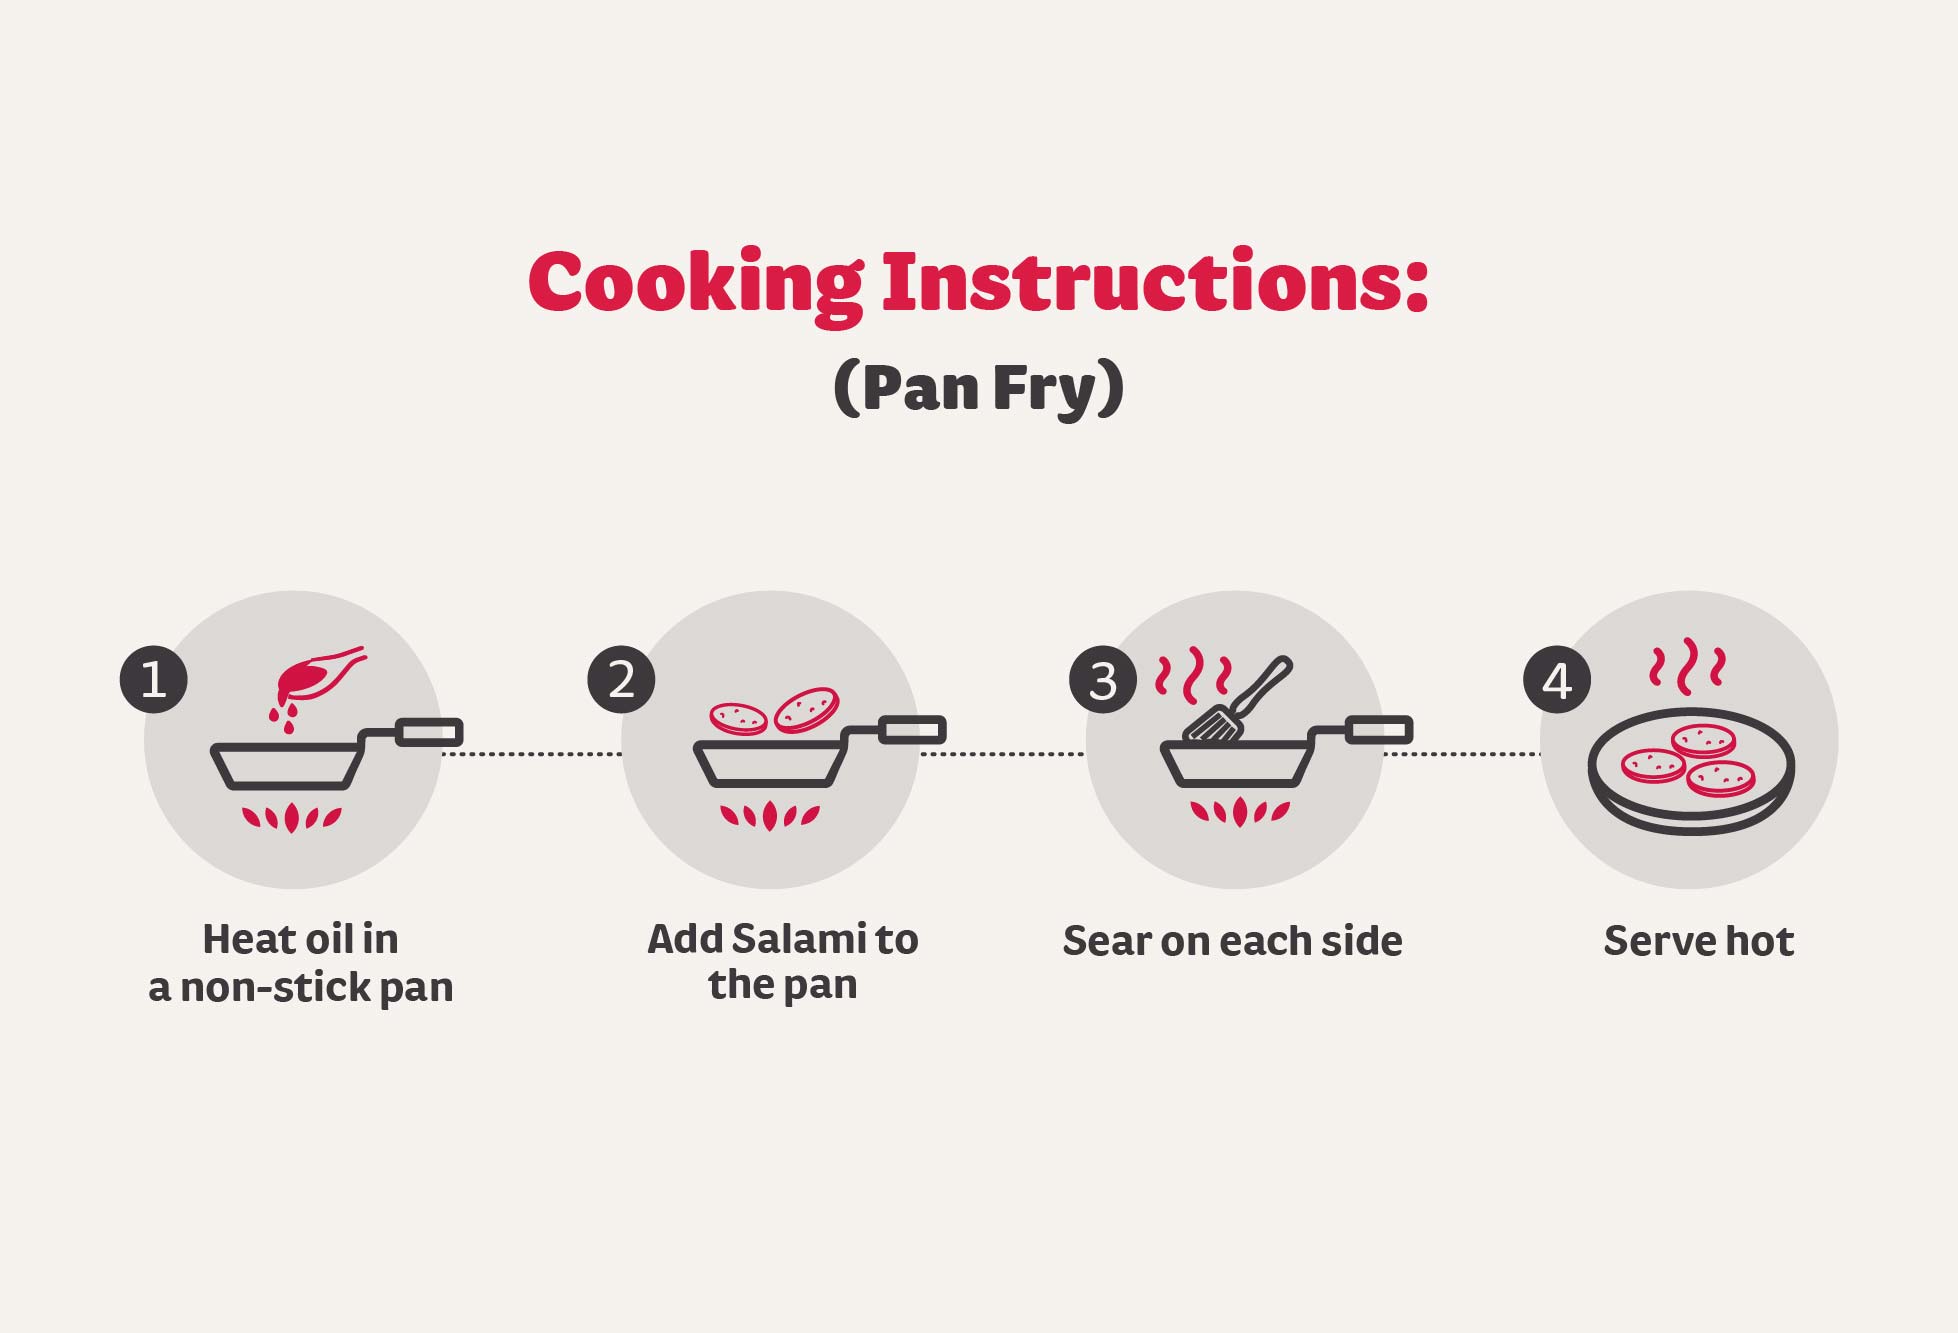 Cooking Instructions:
(Pan Fry)
1
Heat oil in
a non-stick pan
2
Add Salami to
the pan
3
Sear on each side
4
Serve hot